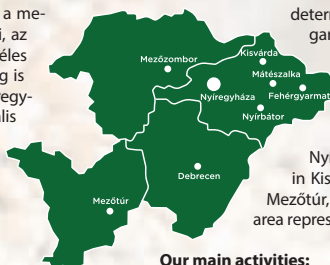 a me-
i, az
éles
g is
egy-
lis
Mezőzombor
Kisvárda
Mátészalka
Nyíregyháza
Fehérgyarmat
Nyírbátor
Debrecen
Mezőtúr
deter
gar
Ny
in Kis
Mezőtúr,
area repres
Our main activities: